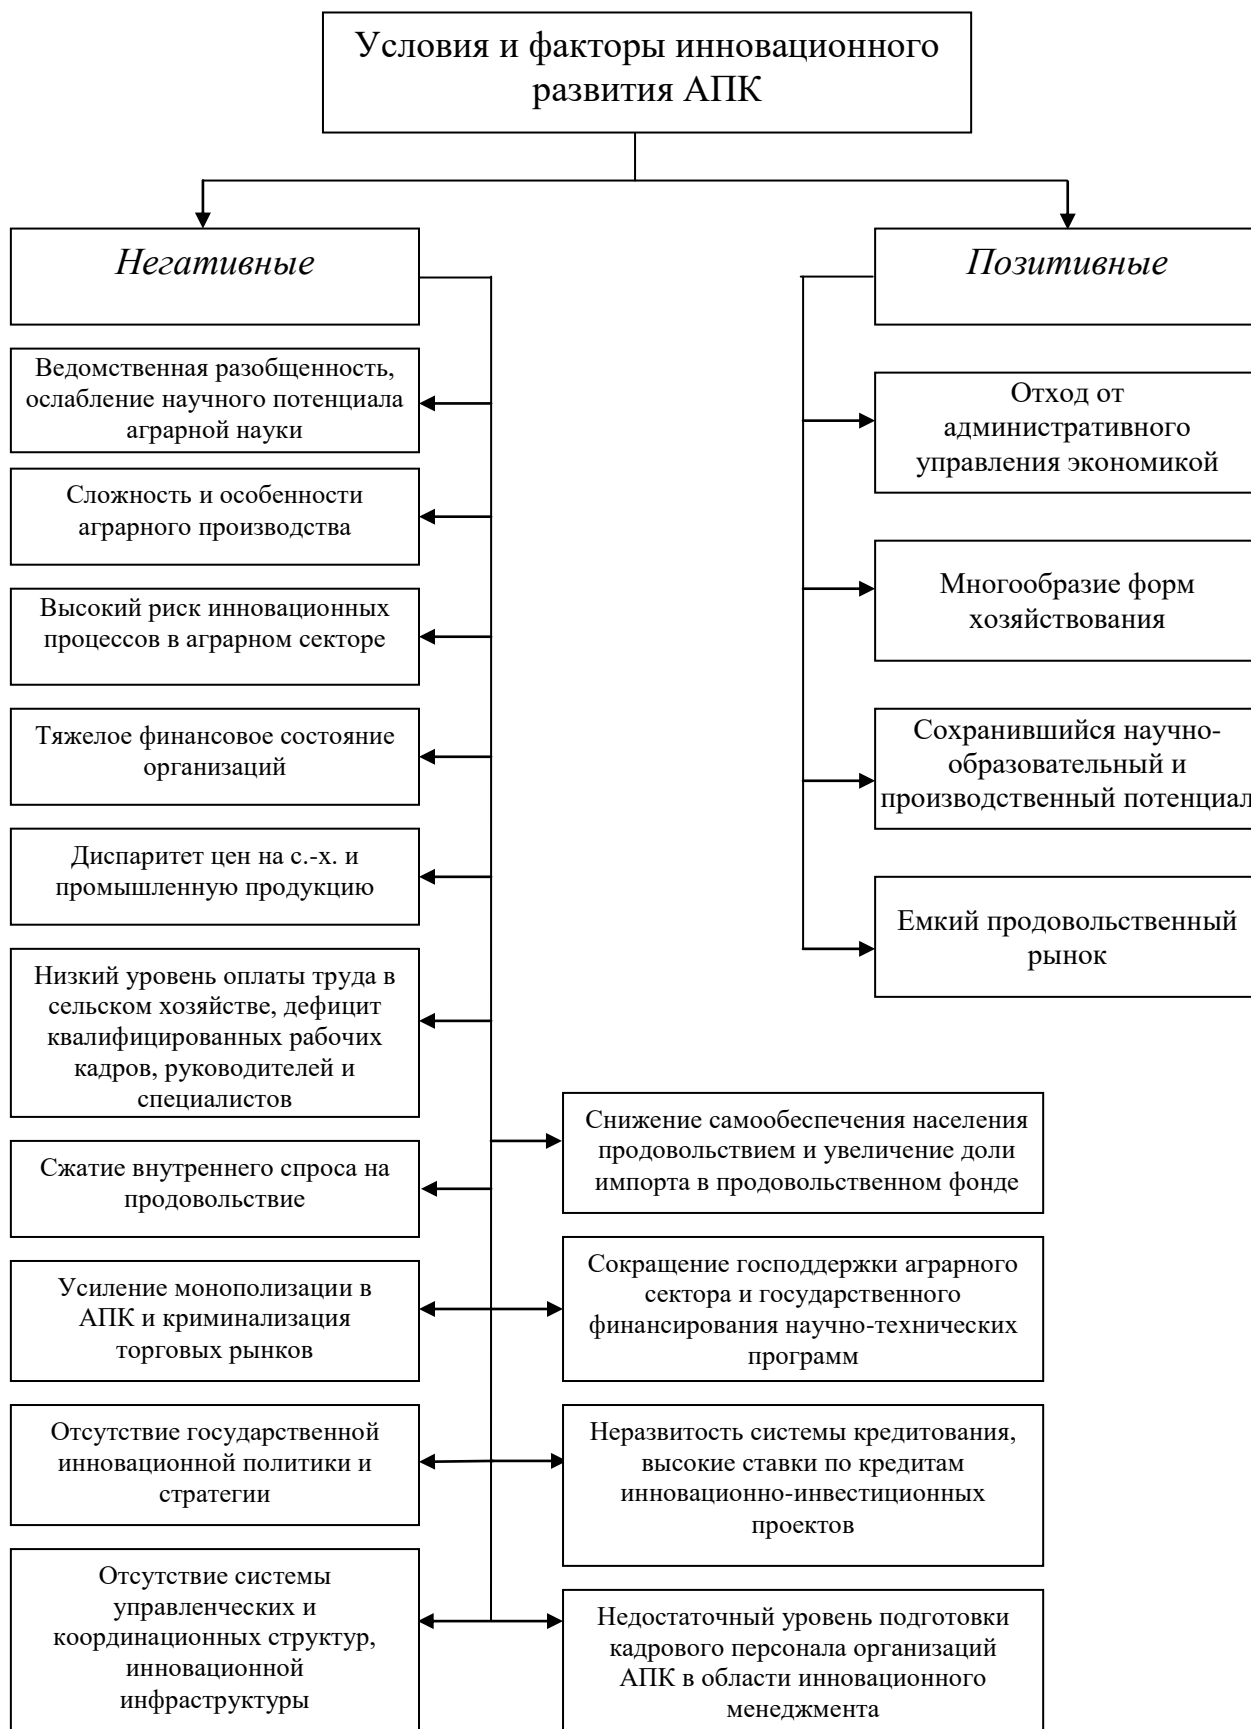 Условия и факторы инновационного
развития АПК
Негативные
Ведомственная разобщенность,
ослабление научного потенциала
аграрной науки
Сложность и особенности
аграрного производства
Высокий риск инновационных
процессов в аграрном секторе
Тяжелое финансовое состояние
организаций
Диспаритет цен на с.-х. и
промышленную продукцию
Низкий уровень оплаты труда в
сельском хозяйстве, дефицит
квалифицированных рабочих
кадров, руководителей и
специалистов
Сжатие внутреннего спроса на
продовольствие
Усиление монополизации в
АПК и криминализация
торговых рынков
Отсутствие государственной
инновационной политики и
стратегии
Отсутствие системы
управленческих и
координационных структур,
инновационной
инфраструктуры
Снижение самообеспечения населения
продовольствием и увеличение доли
импорта в продовольственном фонде
Сокращение господдержки аграрного
сектора и государственного
финансирования научно-технических
программ
Неразвитость системы кредитования,
высокие ставки по кредитам
инновационно-инвестиционных
проектов
Недостаточный уровень подготовки
кадрового персонала организаций
АПК в области инновационного
менеджмента
Позитивные
Отход от
административного
управления экономикой
Многообразие форм
хозяйствования
Сохранившийся научно-
образовательный и
производственный потенциал
Емкий продовольственный
рынок